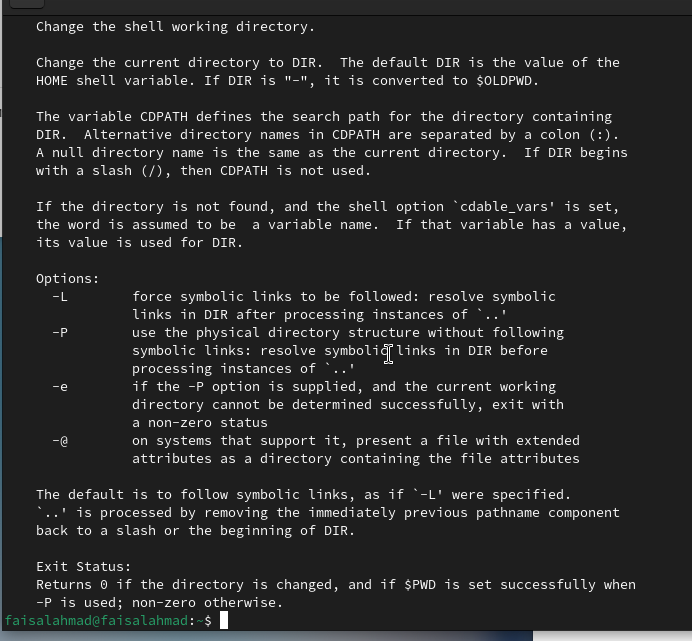 Change the shell working directory.
Change the current directory to DIR.  The default DIR is the value of the
HOME shell variable. If DIR is "-", it is converted to $OLDPWD.
The variable CDPATH defines the search path for the directory containing
DIR.  Alternative directory names in CDPATH are separated by a colon (:).
A null directory name is the same as the current directory.  If DIR begins
with a slash (/), then CDPATH is not used.
If the directory is not found, and the shell option `cdable_vars' is set,
the word is assumed to be  a variable name.  If that variable has a value,
its value is used for DIR.
Options:
-L        force symbolic links to be followed: resolve symbolic
links in DIR after processing instances of `..'
-P        use the physical directory structure without following
symbolic links: resolve symbolic links in DIR before
processing instances of `..'
-e        if the -P option is supplied, and the current working
directory cannot be determined successfully, exit with
a non-zero status
-@        on systems that support it, present a file with extended
attributes as a directory containing the file attributes
The default is to follow symbolic links, as if `-L' were specified.
`..' is processed by removing the immediately previous pathname component
back to a slash or the beginning of DIR.
Exit Status:
Returns 0 if the directory is changed, and if $PWD is set successfully when
-P is used; non-zero otherwise.
faisalahmad@faisalahmad:~$